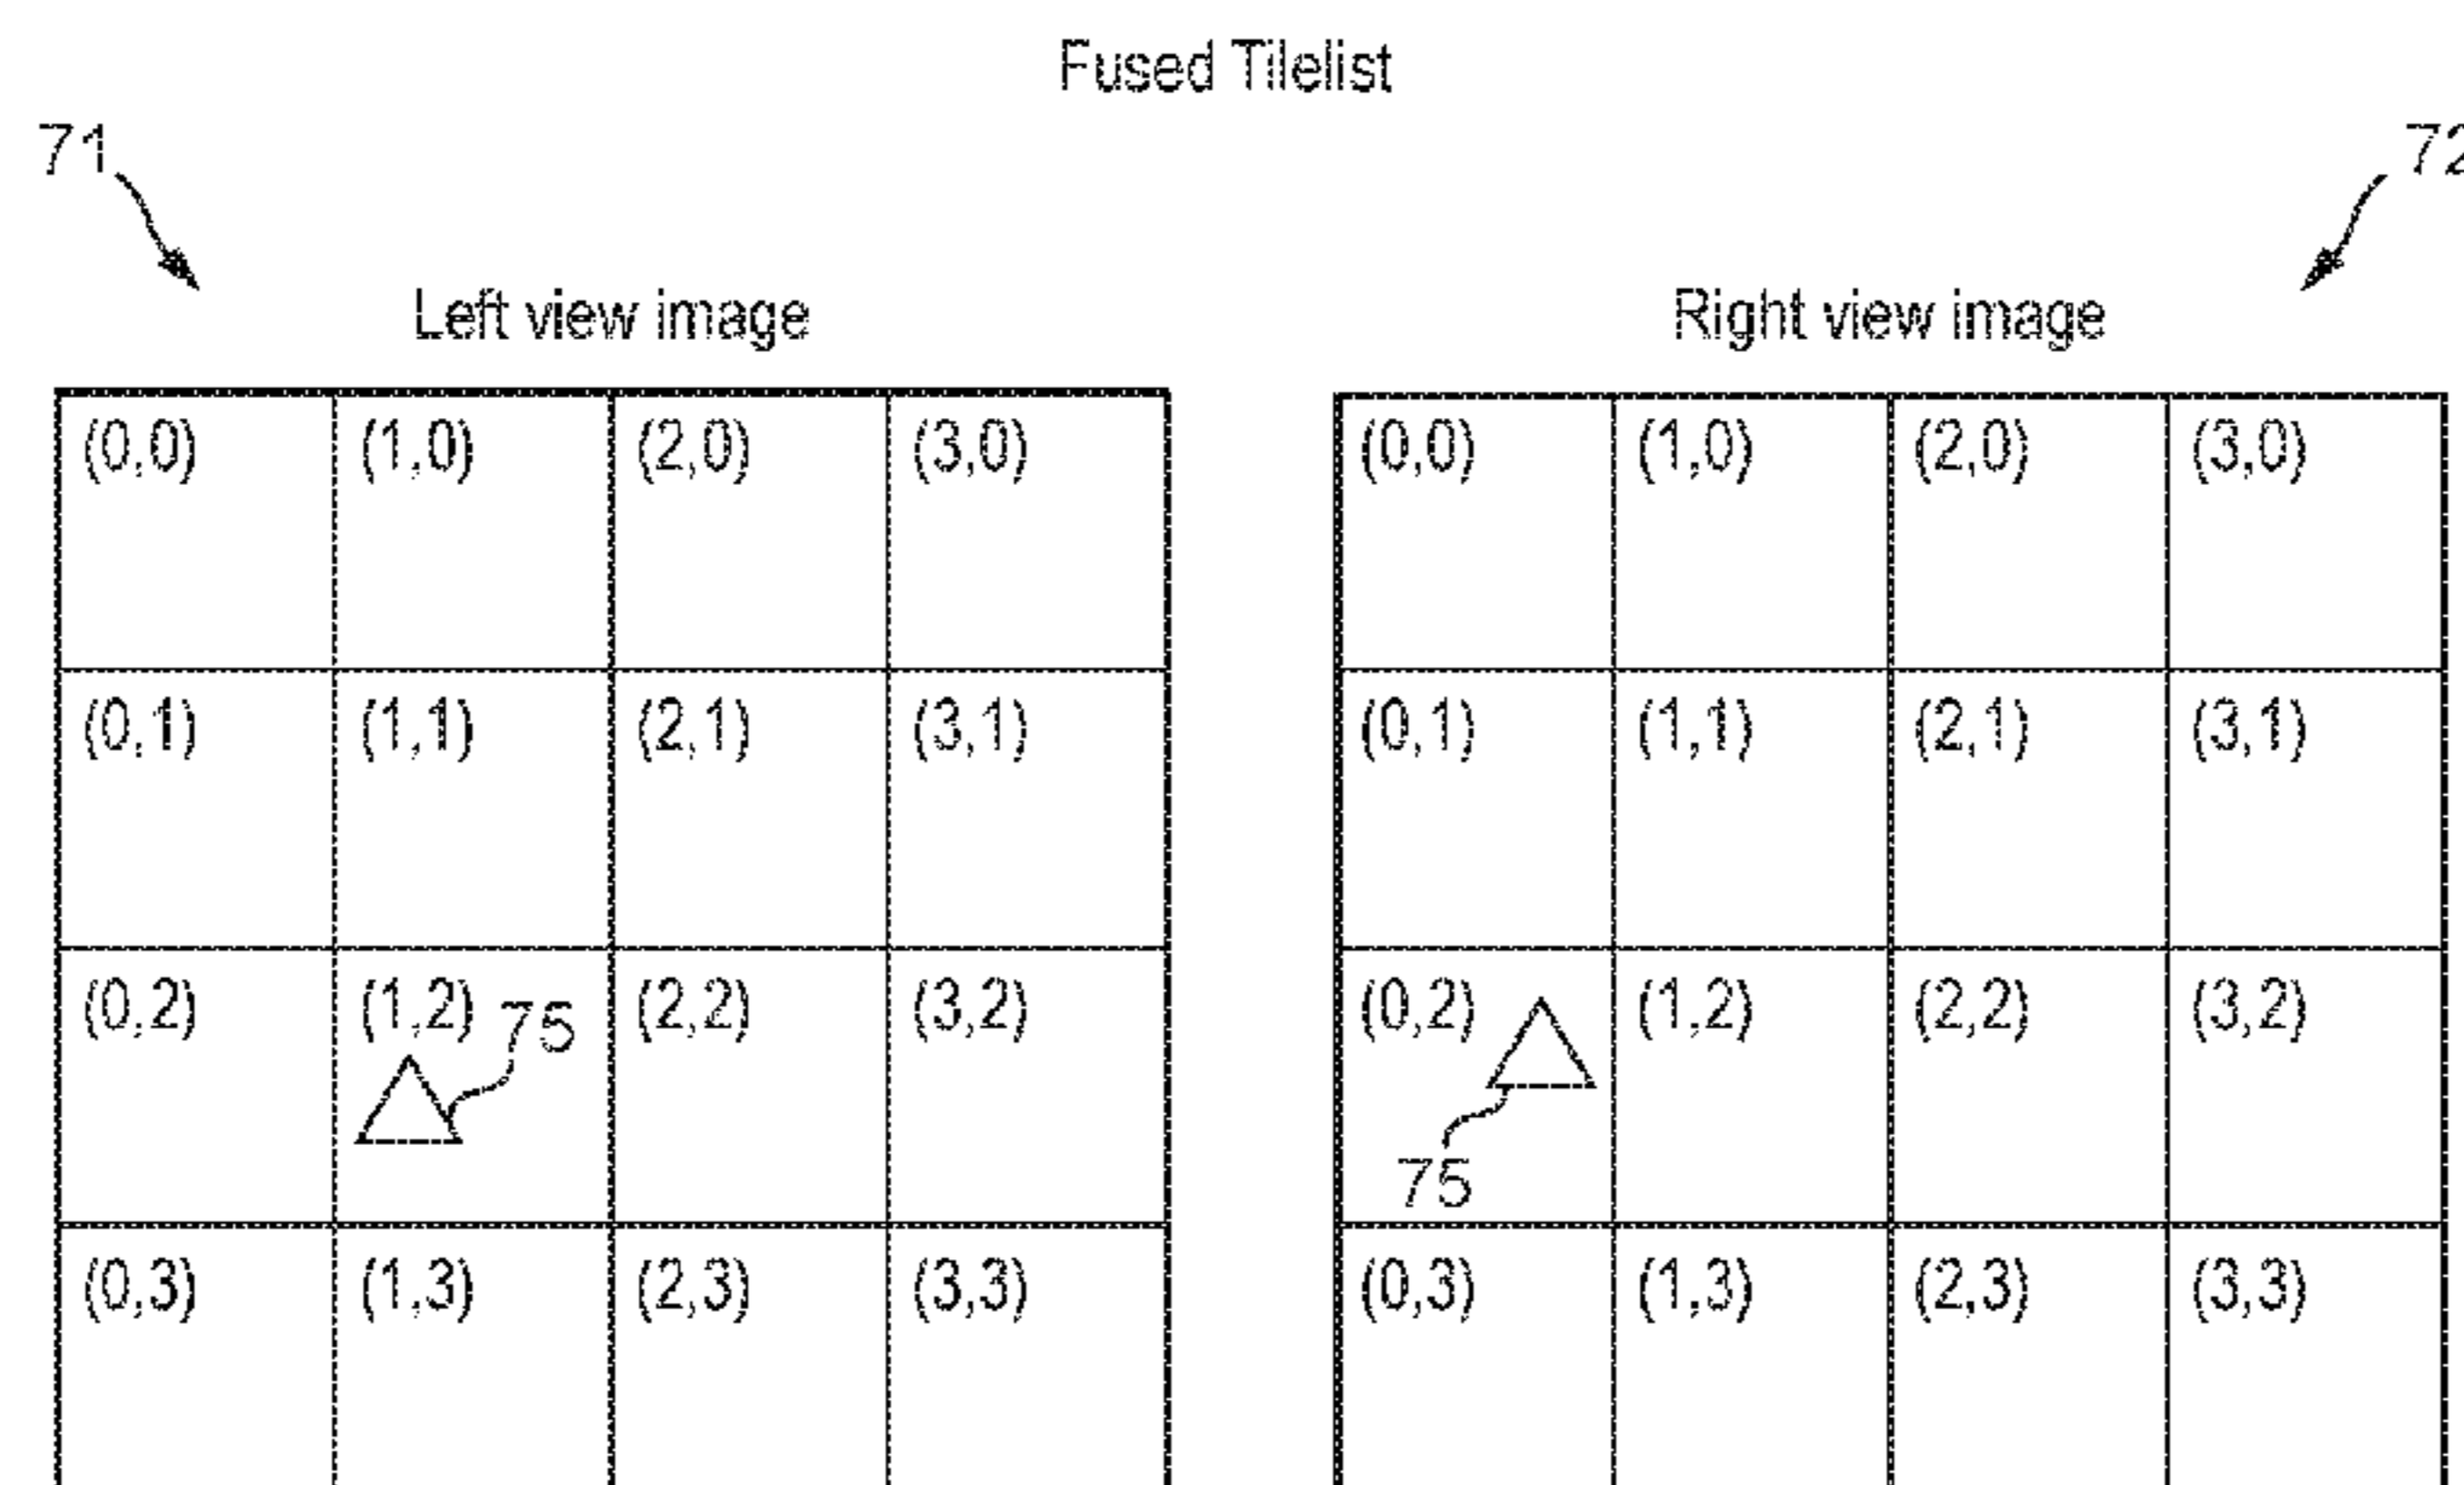 Fused Tilelist
71
72
Left view image
Right view image
(0,0) (1,0) (2,0) (3,0) (0,0) (1,0) (2,0) (3,0)
(0,1) (1,1) (2,1) (3,1) (0,1) (1,1) (2,1) (3,1)
(0,2) (1,2) 75 (2,2) (3,2) (0,2) (1,2) (2,2) (3,2)
75
(0,3) (1,3) (2,3) (3,3) (0,3) (1,3) (2,3) (3,3)